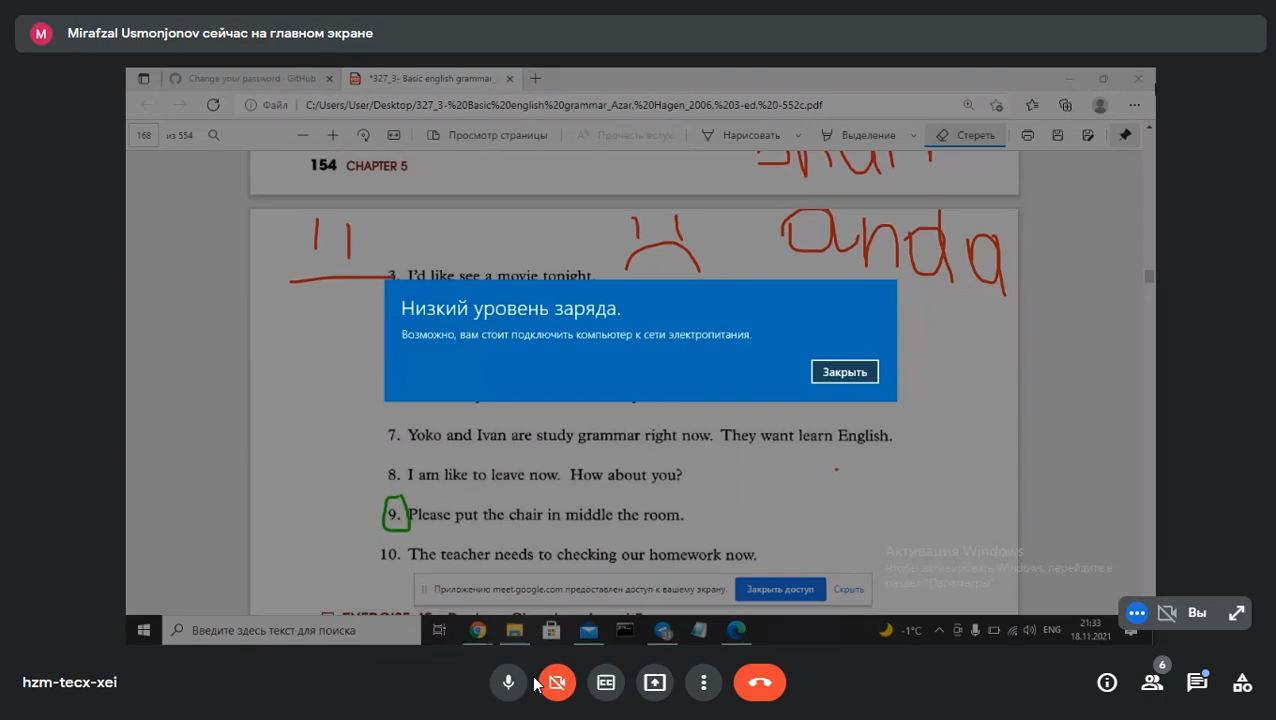 M Mirafzal Usmonjonov сейчас на главном экране
Change your password · GitHub
*327_3- Basic english grammar_
Файл C:/Users/User/Desktop/327_3-%20Basic%20english%20grammar_Azar.%20Hagen_2006.%203-ed.%20-552c.pdf
168 из 554 Просмотр страницы Прочесть вслух Нарисовать Выделение Стереть
154 CHAPTER 5
anda
3. I'd like see a movie tonight.
Низкий уровень заряда.
Возможно, вам стоит подключить компьютер к сети электропитания.
Закрыть
7. Yoko and Ivan are study grammar right now. They want learn English.
8. I am like to leave now. How about you?
9. Please put the chair in middle the room.
10. The teacher needs to checking our homework now.
Активация Windows
Чтобы активировать Windows, перейдите в
раздел "Параметры"
Приложению meet.google.com предоставлен доступ к вашему экрану. Закрыть доступ Скрыть
Вы
Введите здесь текст для поиска
-1°C ENG 21:33
18.11.2021
hzm-tecx-xei
6